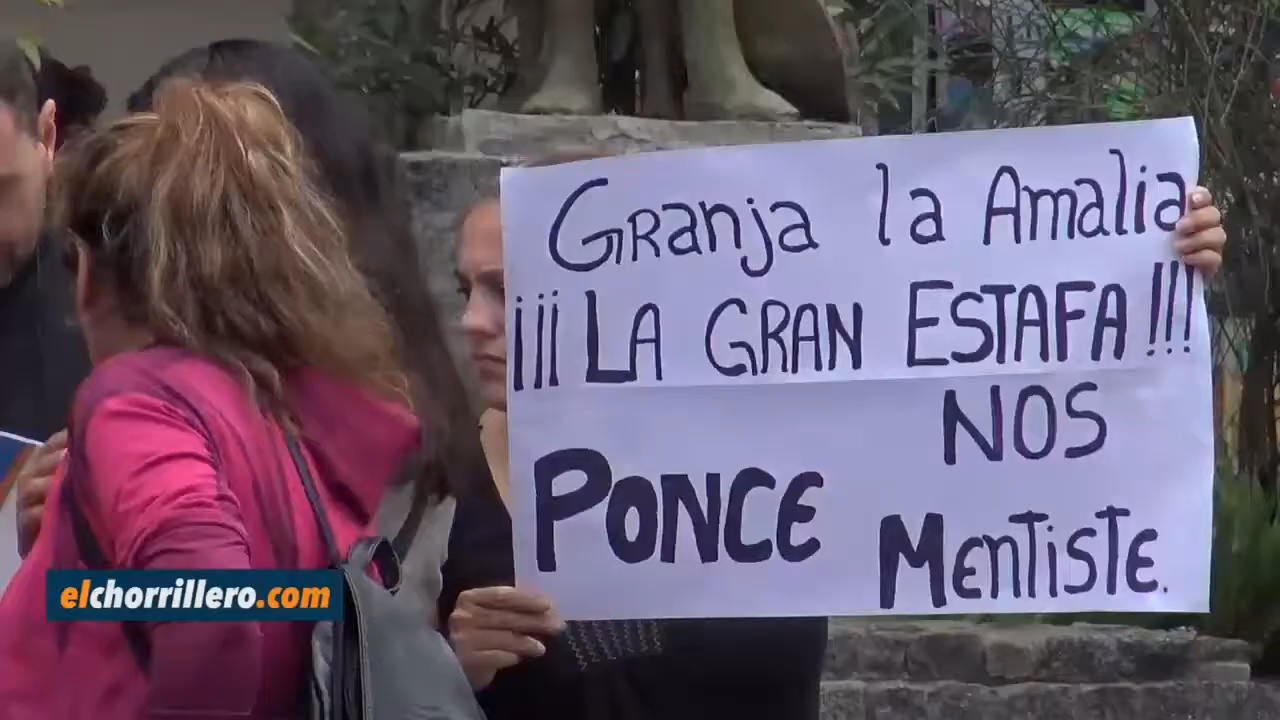 Granja la Amalia
¡¡¡LA GRAN ESTAFA!!!
PONCE NOS
Mentiste.
elchorrillero.com